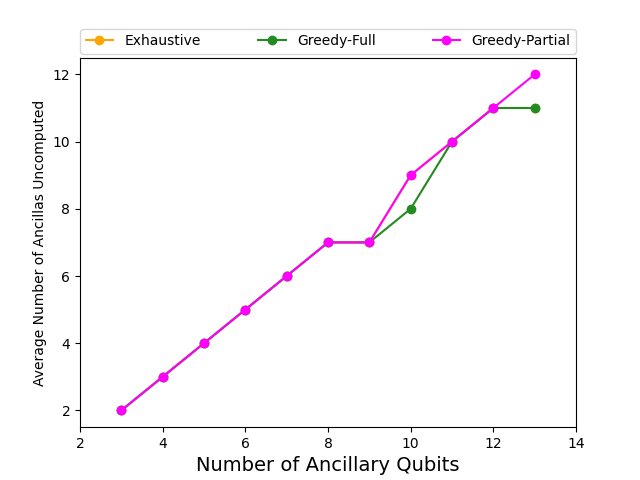 Exhaustive Greedy-Full Greedy-Partial
12
10
8
6
4
2
Average Number of Ancillas Uncomputed
2 4 6 8 10 12 14
Number of Ancillary Qubits